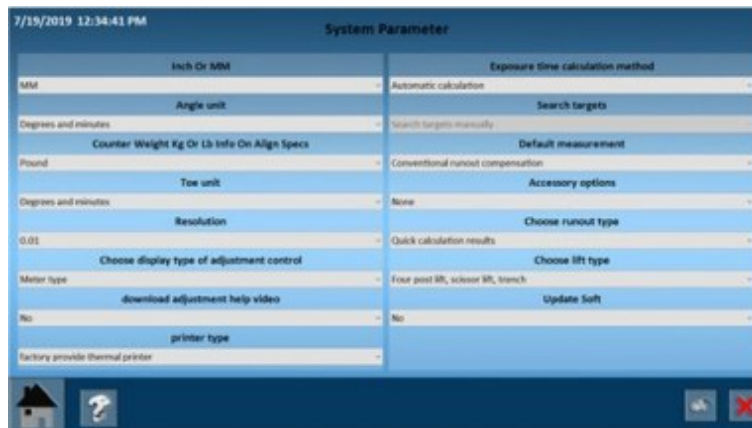 7/19/2019 12:34:41 PM
System Parameter
Inch Or MM
MM
Angle unit
Degrees and minutes
Counter Weight Kg Or Lb Info On Align Specs
Pound
Toe unit
Degrees and minutes
Resolution
0.01
Choose display type of adjustment control
Meter type
download adjustment help video
No
printer type
factory provide thermal printer
Exposure time calculation method
Automatic calculation
Search targets
Search targets manually
Default measurement
Conventional runout compensation
Accessory options
None
Choose runout type
Quick calculation results
Choose lift type
Four post lift, scissor lift, trench
Update Soft
No